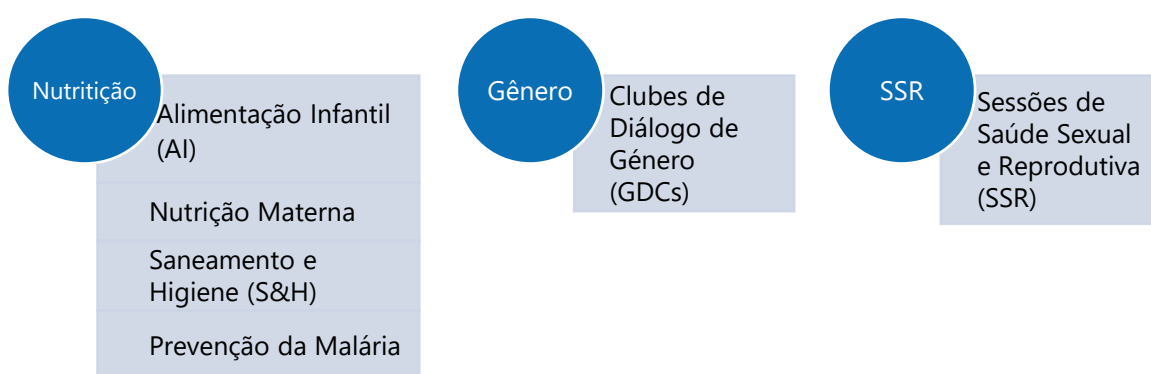 Nutritição
Alimentação Infantil
(AI)
Nutrição Materna
Saneamento e
Higiene (S&H)
Prevenção da Malária
Gênero
Clubes de
Diálogo de
Género
(GDCs)
SSR
Sessões de
Saúde Sexual
e Reprodutiva
(SSR)